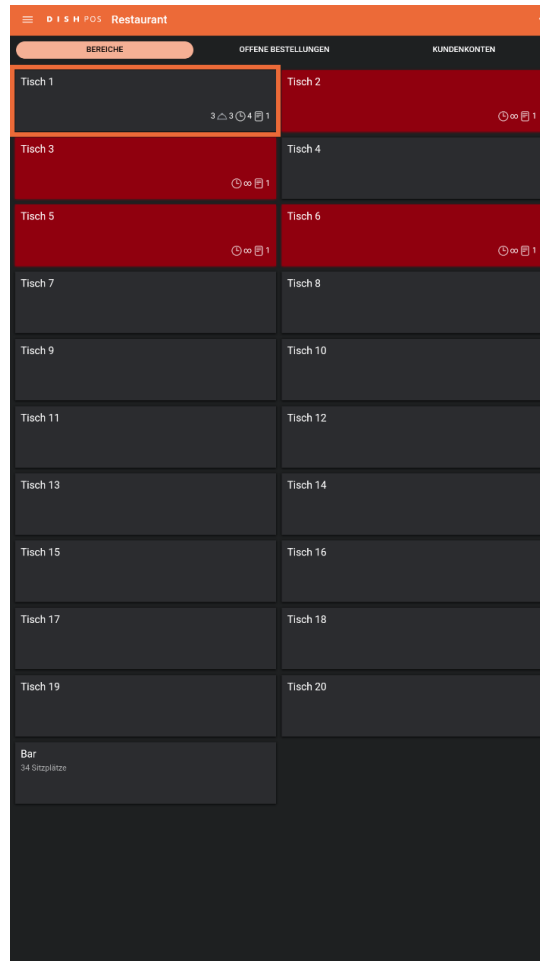 DISH POS Restaurant
BEREICHE OFFENE BESTELLUNGEN KUNDENKONTEN
Tisch 1 Tisch 2
3 3 4 1 ∞ 1
Tisch 3 Tisch 4
∞ 1
Tisch 5 Tisch 6
∞ 1 ∞ 1
Tisch 7 Tisch 8
Tisch 9 Tisch 10
Tisch 11 Tisch 12
Tisch 13 Tisch 14
Tisch 15 Tisch 16
Tisch 17 Tisch 18
Tisch 19 Tisch 20
Bar
34 Sitzplätze